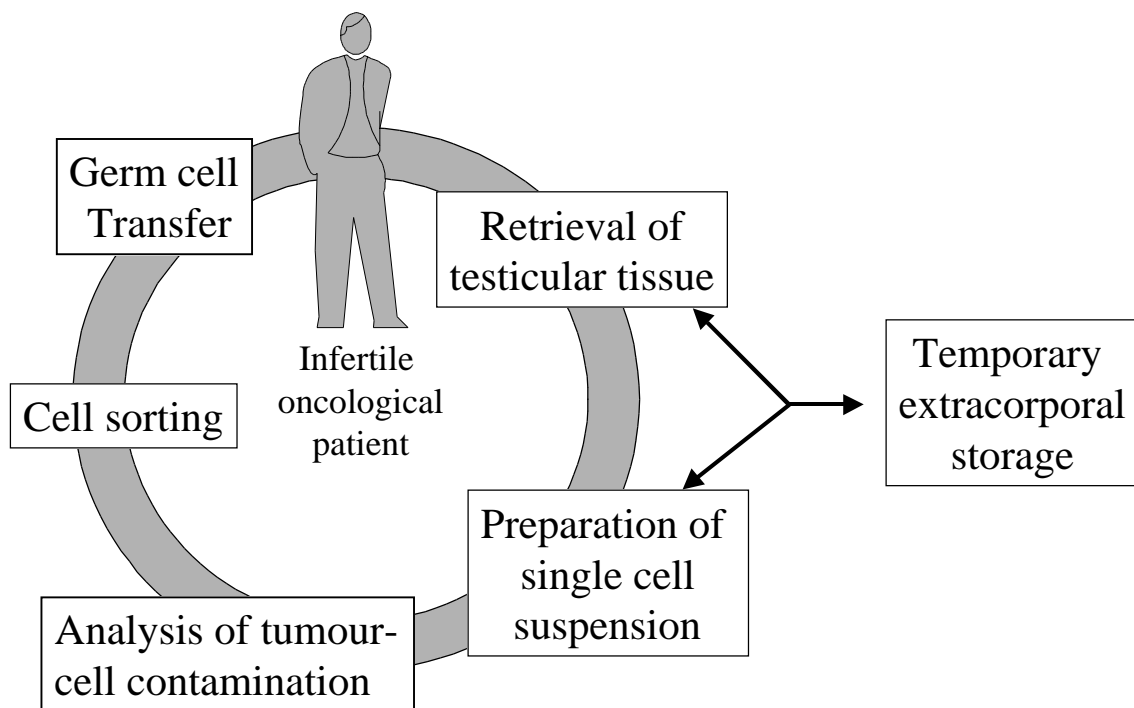 Germ cell
Transfer
Retrieval of
testicular tissue
Infertile
oncological
patient
Temporary
extracorporal
storage
Cell sorting
Preparation of
single cell
suspension
Analysis of tumour-
cell contamination